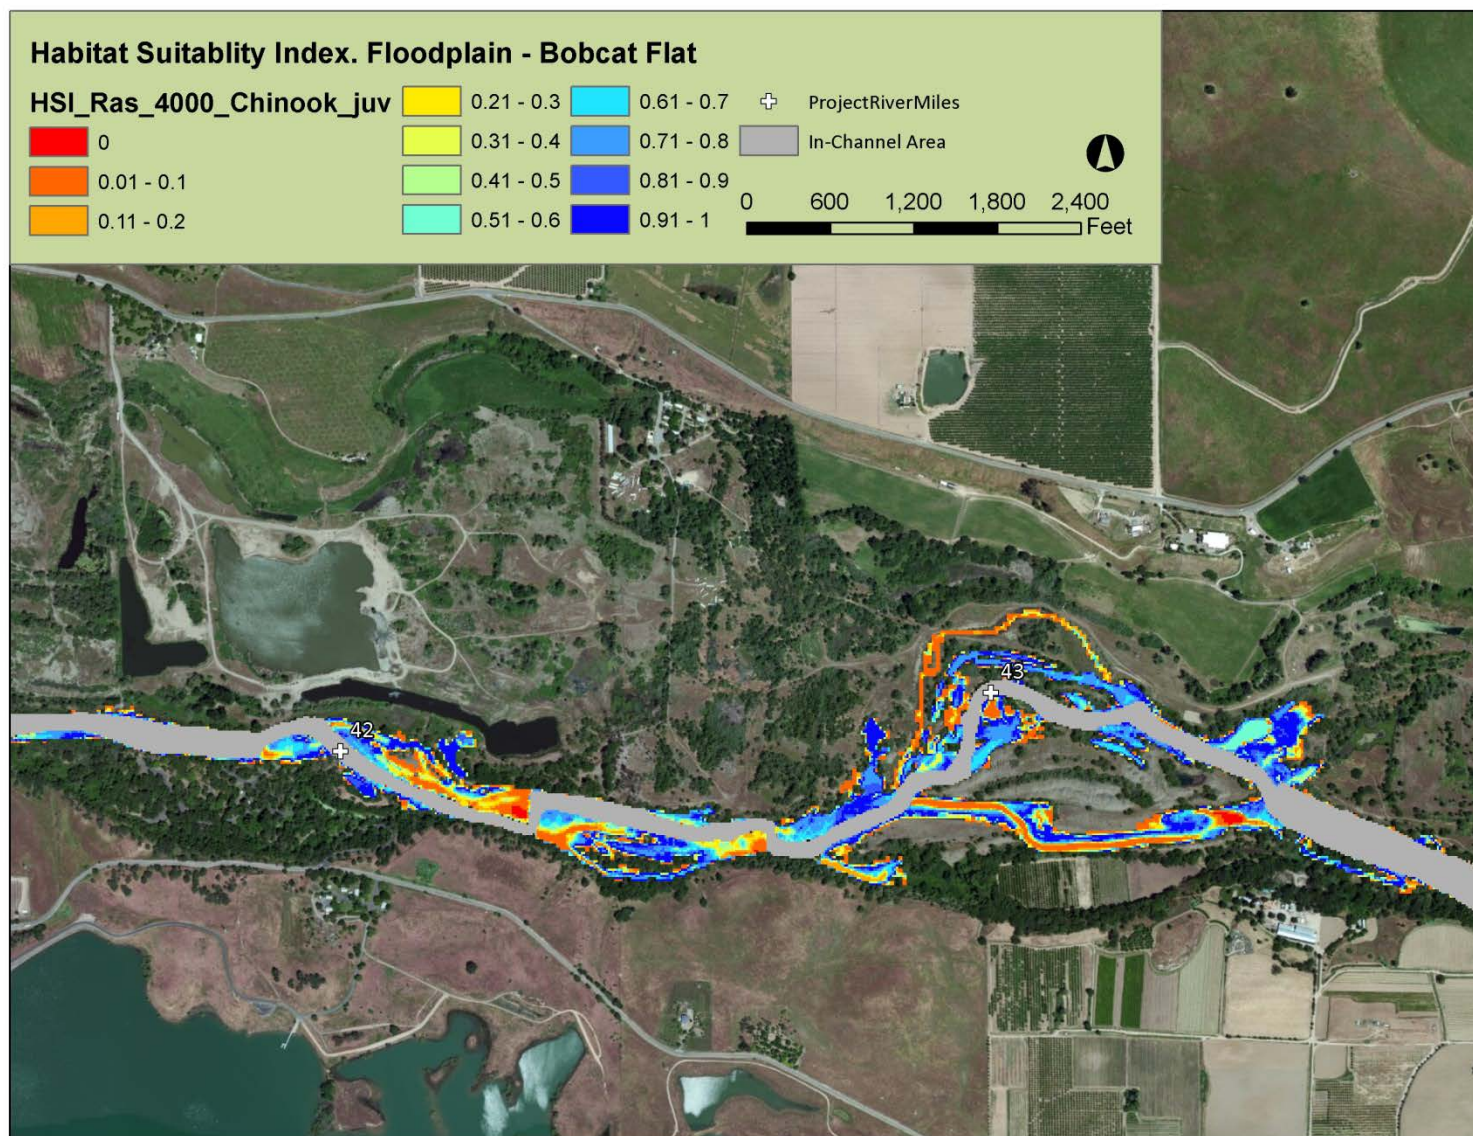 Habitat Suitablity Index. Floodplain - Bobcat Flat
HSI_Ras_4000_Chinook_juv
0
0.01 - 0.1
0.11 - 0.2
0.21 - 0.3
0.31 - 0.4
0.41 - 0.5
0.51 - 0.6
0.61 - 0.7
0.71 - 0.8
0.81 - 0.9
0.91 - 1
ProjectRiverMiles
In-Channel Area
0 600 1,200 1,800 2,400
Feet
43
42